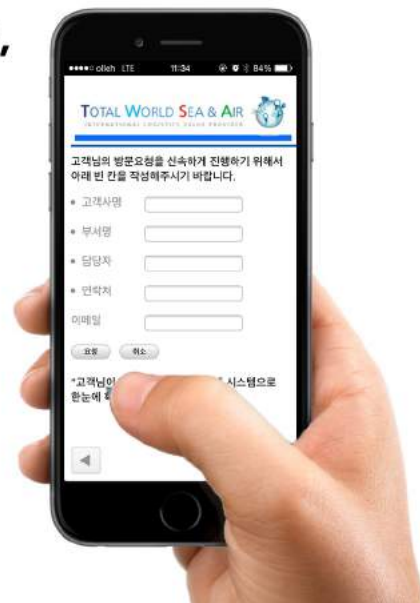 ,
olleh LTE 11:34 84%
TOTAL WORLD SEA & AIR
INTERNATIONAL LOGISTICS VALUE PROVIDER
고객님의 방문요청을 신속하게 진행하기 위해서
아래 빈 칸을 작성해주시기 바랍니다.
• 고객사명
• 부서명
• 담당자
• 연락처
이메일
요청 취소
"고객님이 시스템으로
한눈에